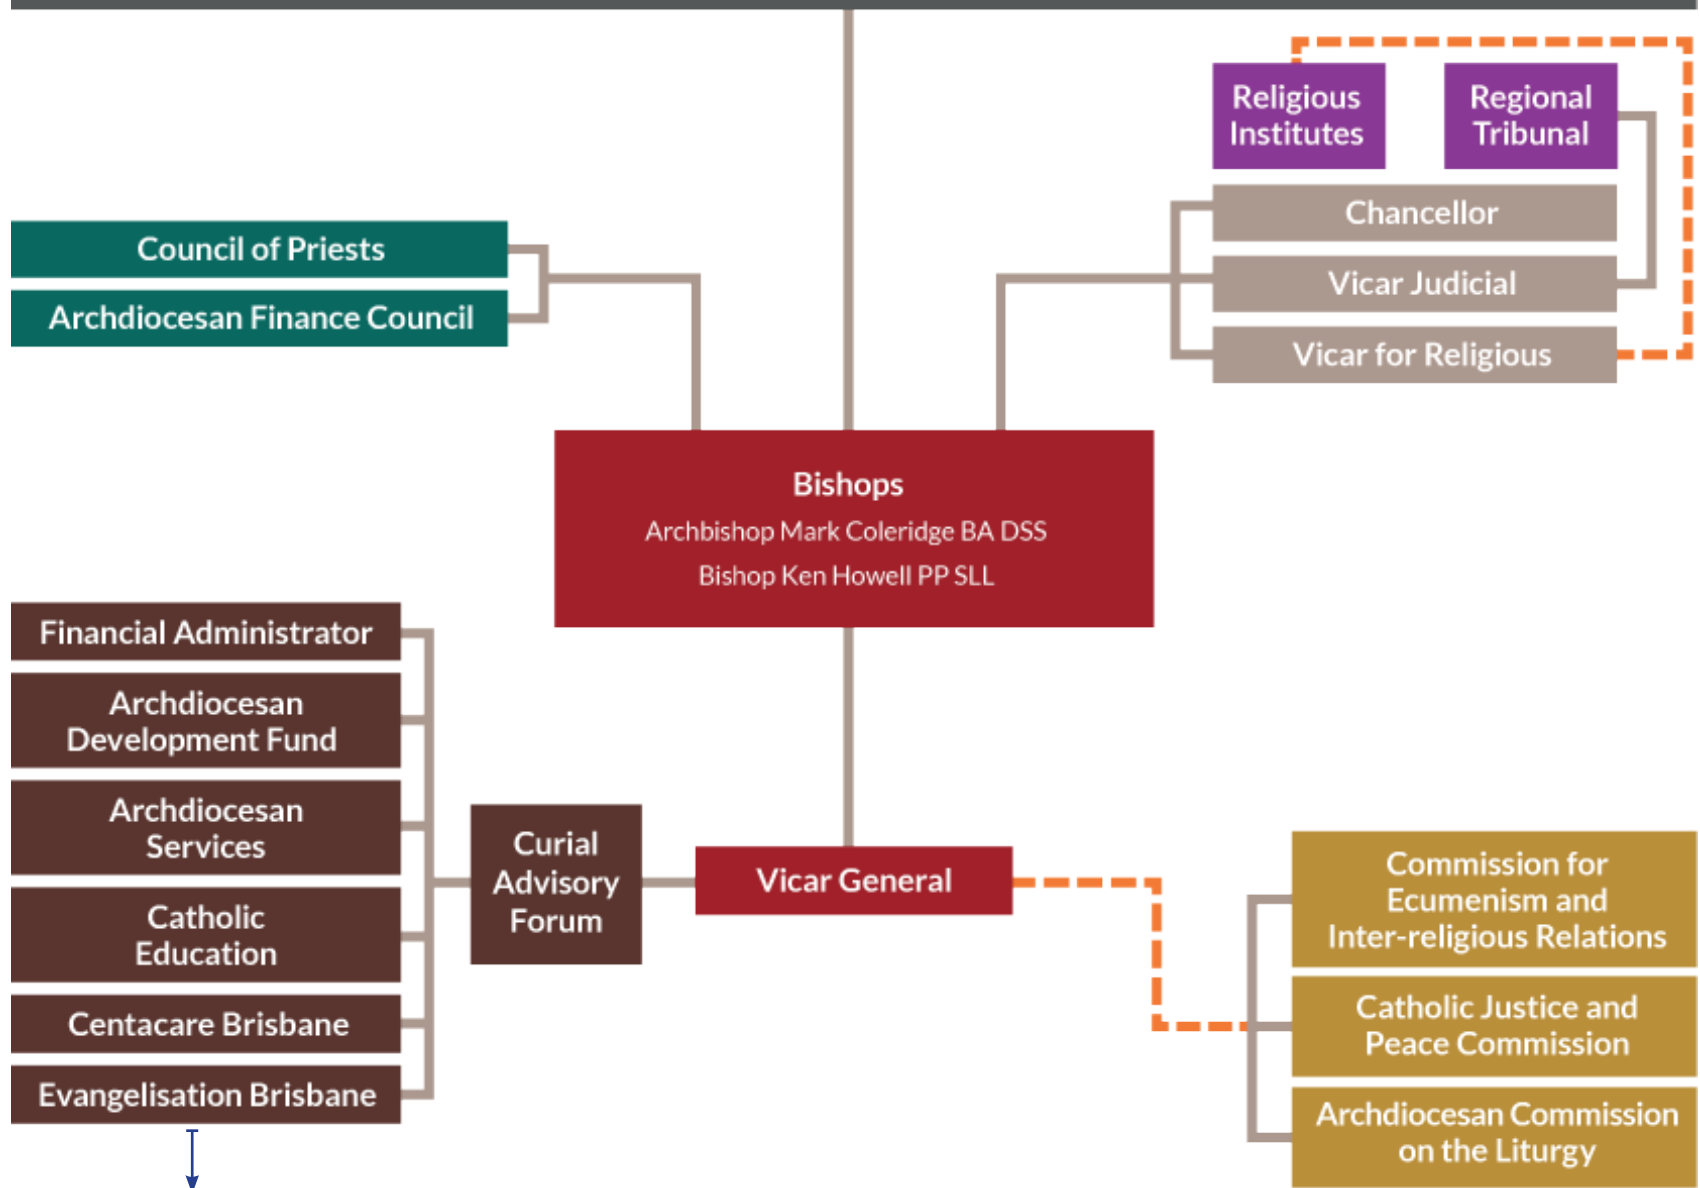 Religious
Institutes
Regional
Tribunal
Chancellor
Vicar Judicial
Vicar for Religious
Council of Priests
Archdiocesan Finance Council
Bishops
Archbishop Mark Coleridge BA DSS
Bishop Ken Howell PP SLL
Financial Administrator
Archdiocesan
Development Fund
Archdiocesan
Services
Catholic
Education
Centacare Brisbane
Evangelisation Brisbane
Curial
Advisory
Forum
Vicar General
Commission for
Ecumenism and
Inter-religious Relations
Catholic Justice and
Peace Commission
Archdiocesan Commission
on the Liturgy